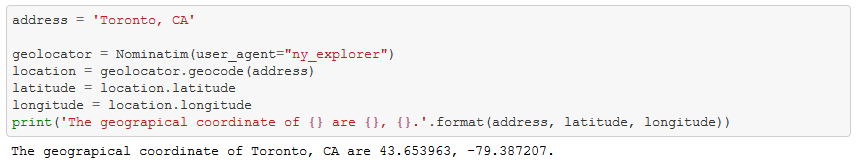 address = 'Toronto, CA'
geolocator = Nominatim(user_agent="ny_explorer")
location = geolocator.geocode(address)
latitude = location.latitude
longitude = location.longitude
print('The geograpical coordinate of {} are {}, {}.'.format(address, latitude, longitude))
The geograpical coordinate of Toronto, CA are 43.653963, -79.387207.